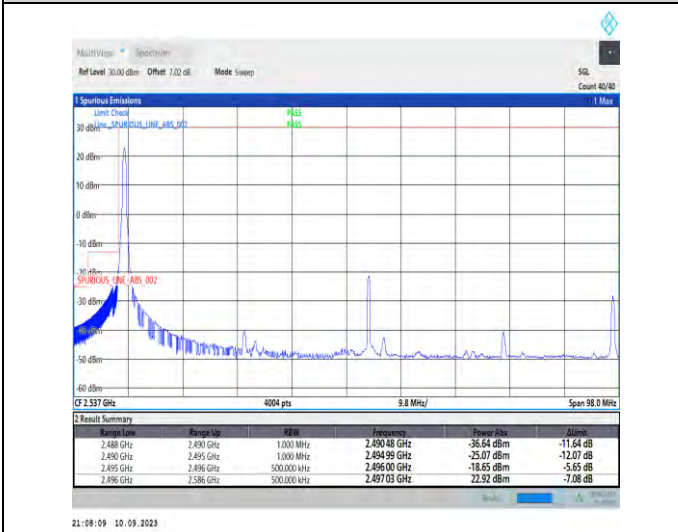 MultiView Spectrum
Ref Level 30.00 dBm Offset 7.02 dB Mode Sweep SGL
Count 40/40
1 Spurious Emissions 1 Max
Limit Check PASS
Line _SPURIOUS_LINE_ABS_002 PASS
30 dBm
20 dBm
10 dBm
0 dBm
-10 dBm
-20 dBm
_SPURIOUS_LINE_ABS_002
-30 dBm
-40 dBm
-50 dBm
-60 dBm
CF 2.537 GHz 4004 pts 9.8 MHz/ Span 98.0 MHz
2 Result Summary
Range Low Range Up RBW Frequency Power Abs ΔLimit
2.488 GHz 2.490 GHz 1.000 MHz 2.490 48 GHz -36.64 dBm -11.64 dB
2.490 GHz 2.495 GHz 1.000 MHz 2.494 99 GHz -25.07 dBm -12.07 dB
2.495 GHz 2.496 GHz 500.000 kHz 2.496 00 GHz -18.65 dBm -5.65 dB
2.496 GHz 2.586 GHz 500.000 kHz 2.497 03 GHz 22.92 dBm -7.08 dB
21:08:09 10.09.2023